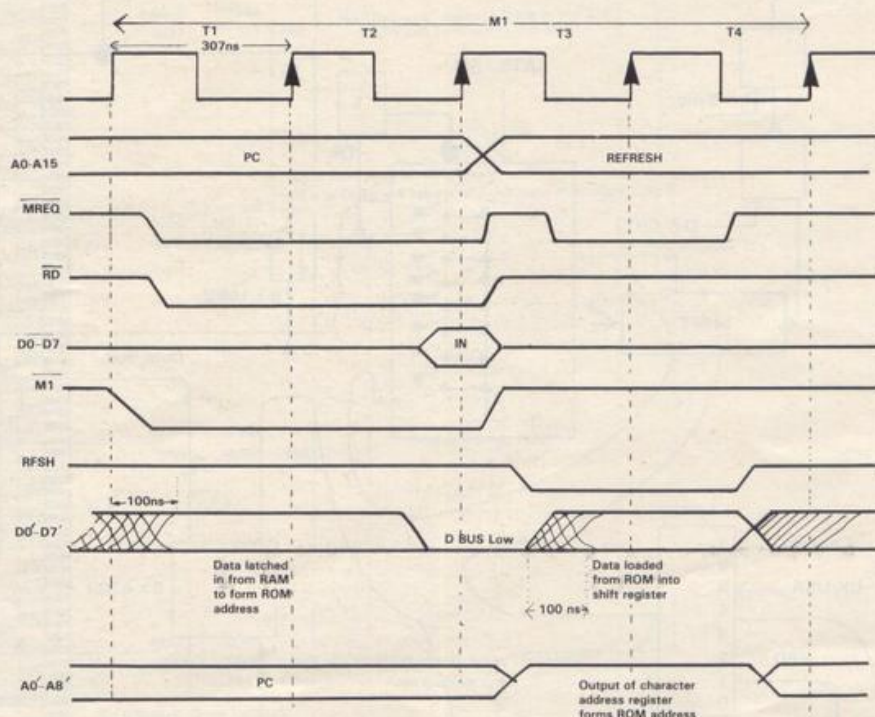 M1
T1
T2
T3
T4
307ns
A0-A15
PC
REFRESH
MREQ
RD
D0-D7
IN
M1
RFSH
100ns
D0'-D7'
D BUS Low
Data latched
in from RAM
to form ROM
address
Data loaded
from ROM into
shift register
100 ns
A0'-A8'
PC
Output of character
address register
forms ROM address